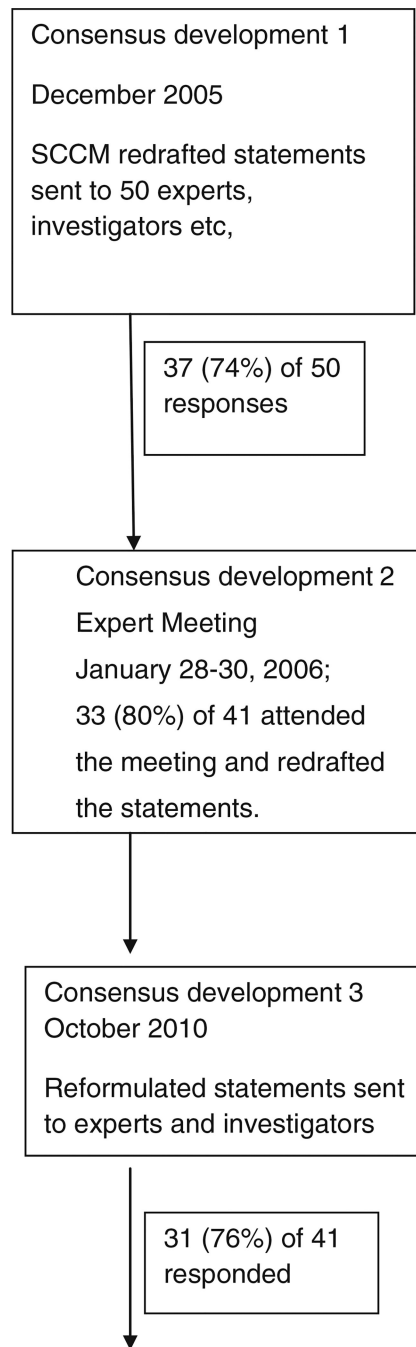 Consensus development 1
December 2005
SCCM redrafted statements
sent to 50 experts,
investigators etc,
37 (74%) of 50
responses
Consensus development 2
Expert Meeting
January 28-30, 2006;
33 (80%) of 41 attended
the meeting and redrafted
the statements.
Consensus development 3
October 2010
Reformulated statements sent
to experts and investigators
31 (76%) of 41
responded